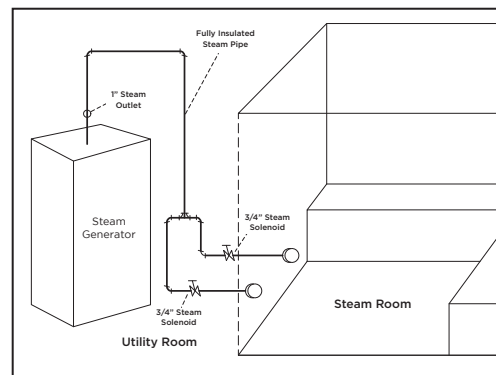 Fully Insulated
Steam Pipe
1" Steam
Outlet
Steam
Generator
3/4" Steam
Solenoid
3/4" Steam
Solenoid
Steam Room
Utility Room